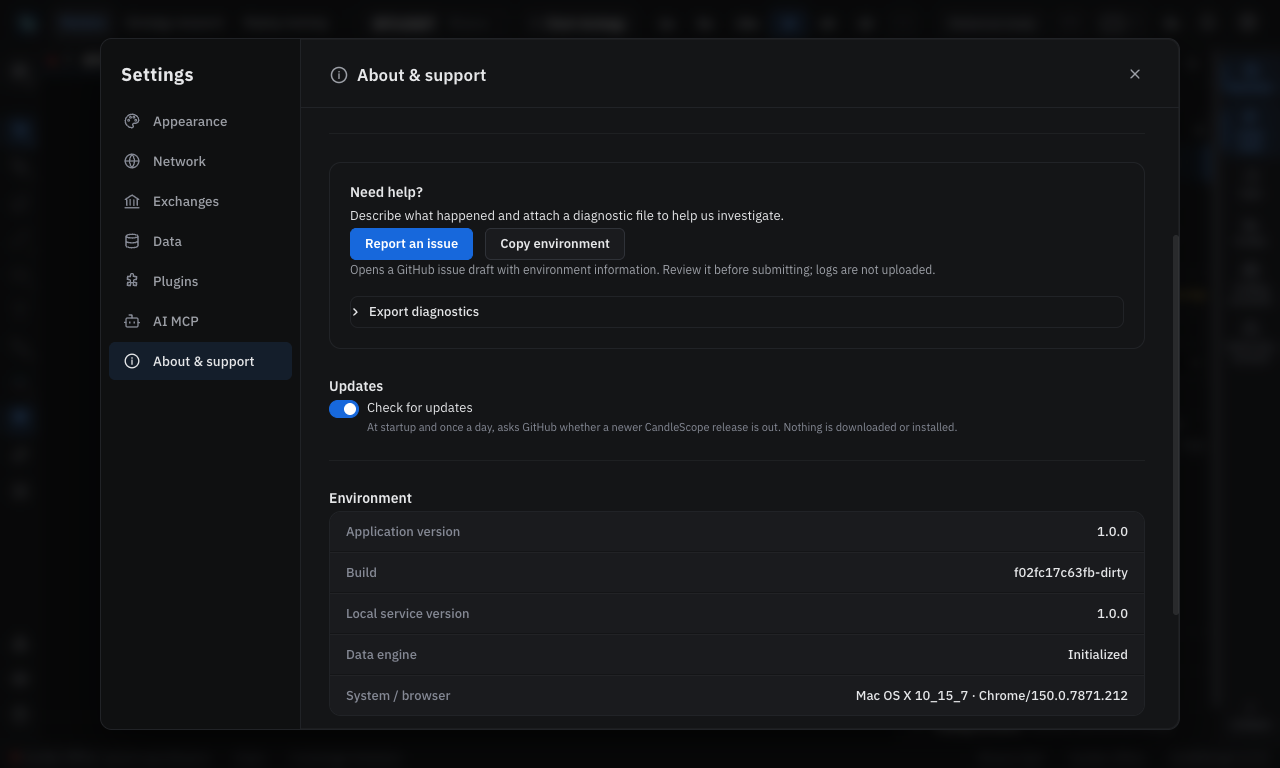 Settings
Appearance
Network
Exchanges
Data
Plugins
AI MCP
About & support
About & support
Need help?
Describe what happened and attach a diagnostic file to help us investigate.
Report an issue
Copy environment
Opens a GitHub issue draft with environment information. Review it before submitting; logs are not uploaded.
Export diagnostics
Updates
Check for updates
At startup and once a day, asks GitHub whether a newer CandleScope release is out. Nothing is downloaded or installed.
Environment
Application version 1.0.0
Build f02fc17c63fb-dirty
Local service version 1.0.0
Data engine Initialized
System / browser Mac OS X 10_15_7 · Chrome/150.0.7871.212